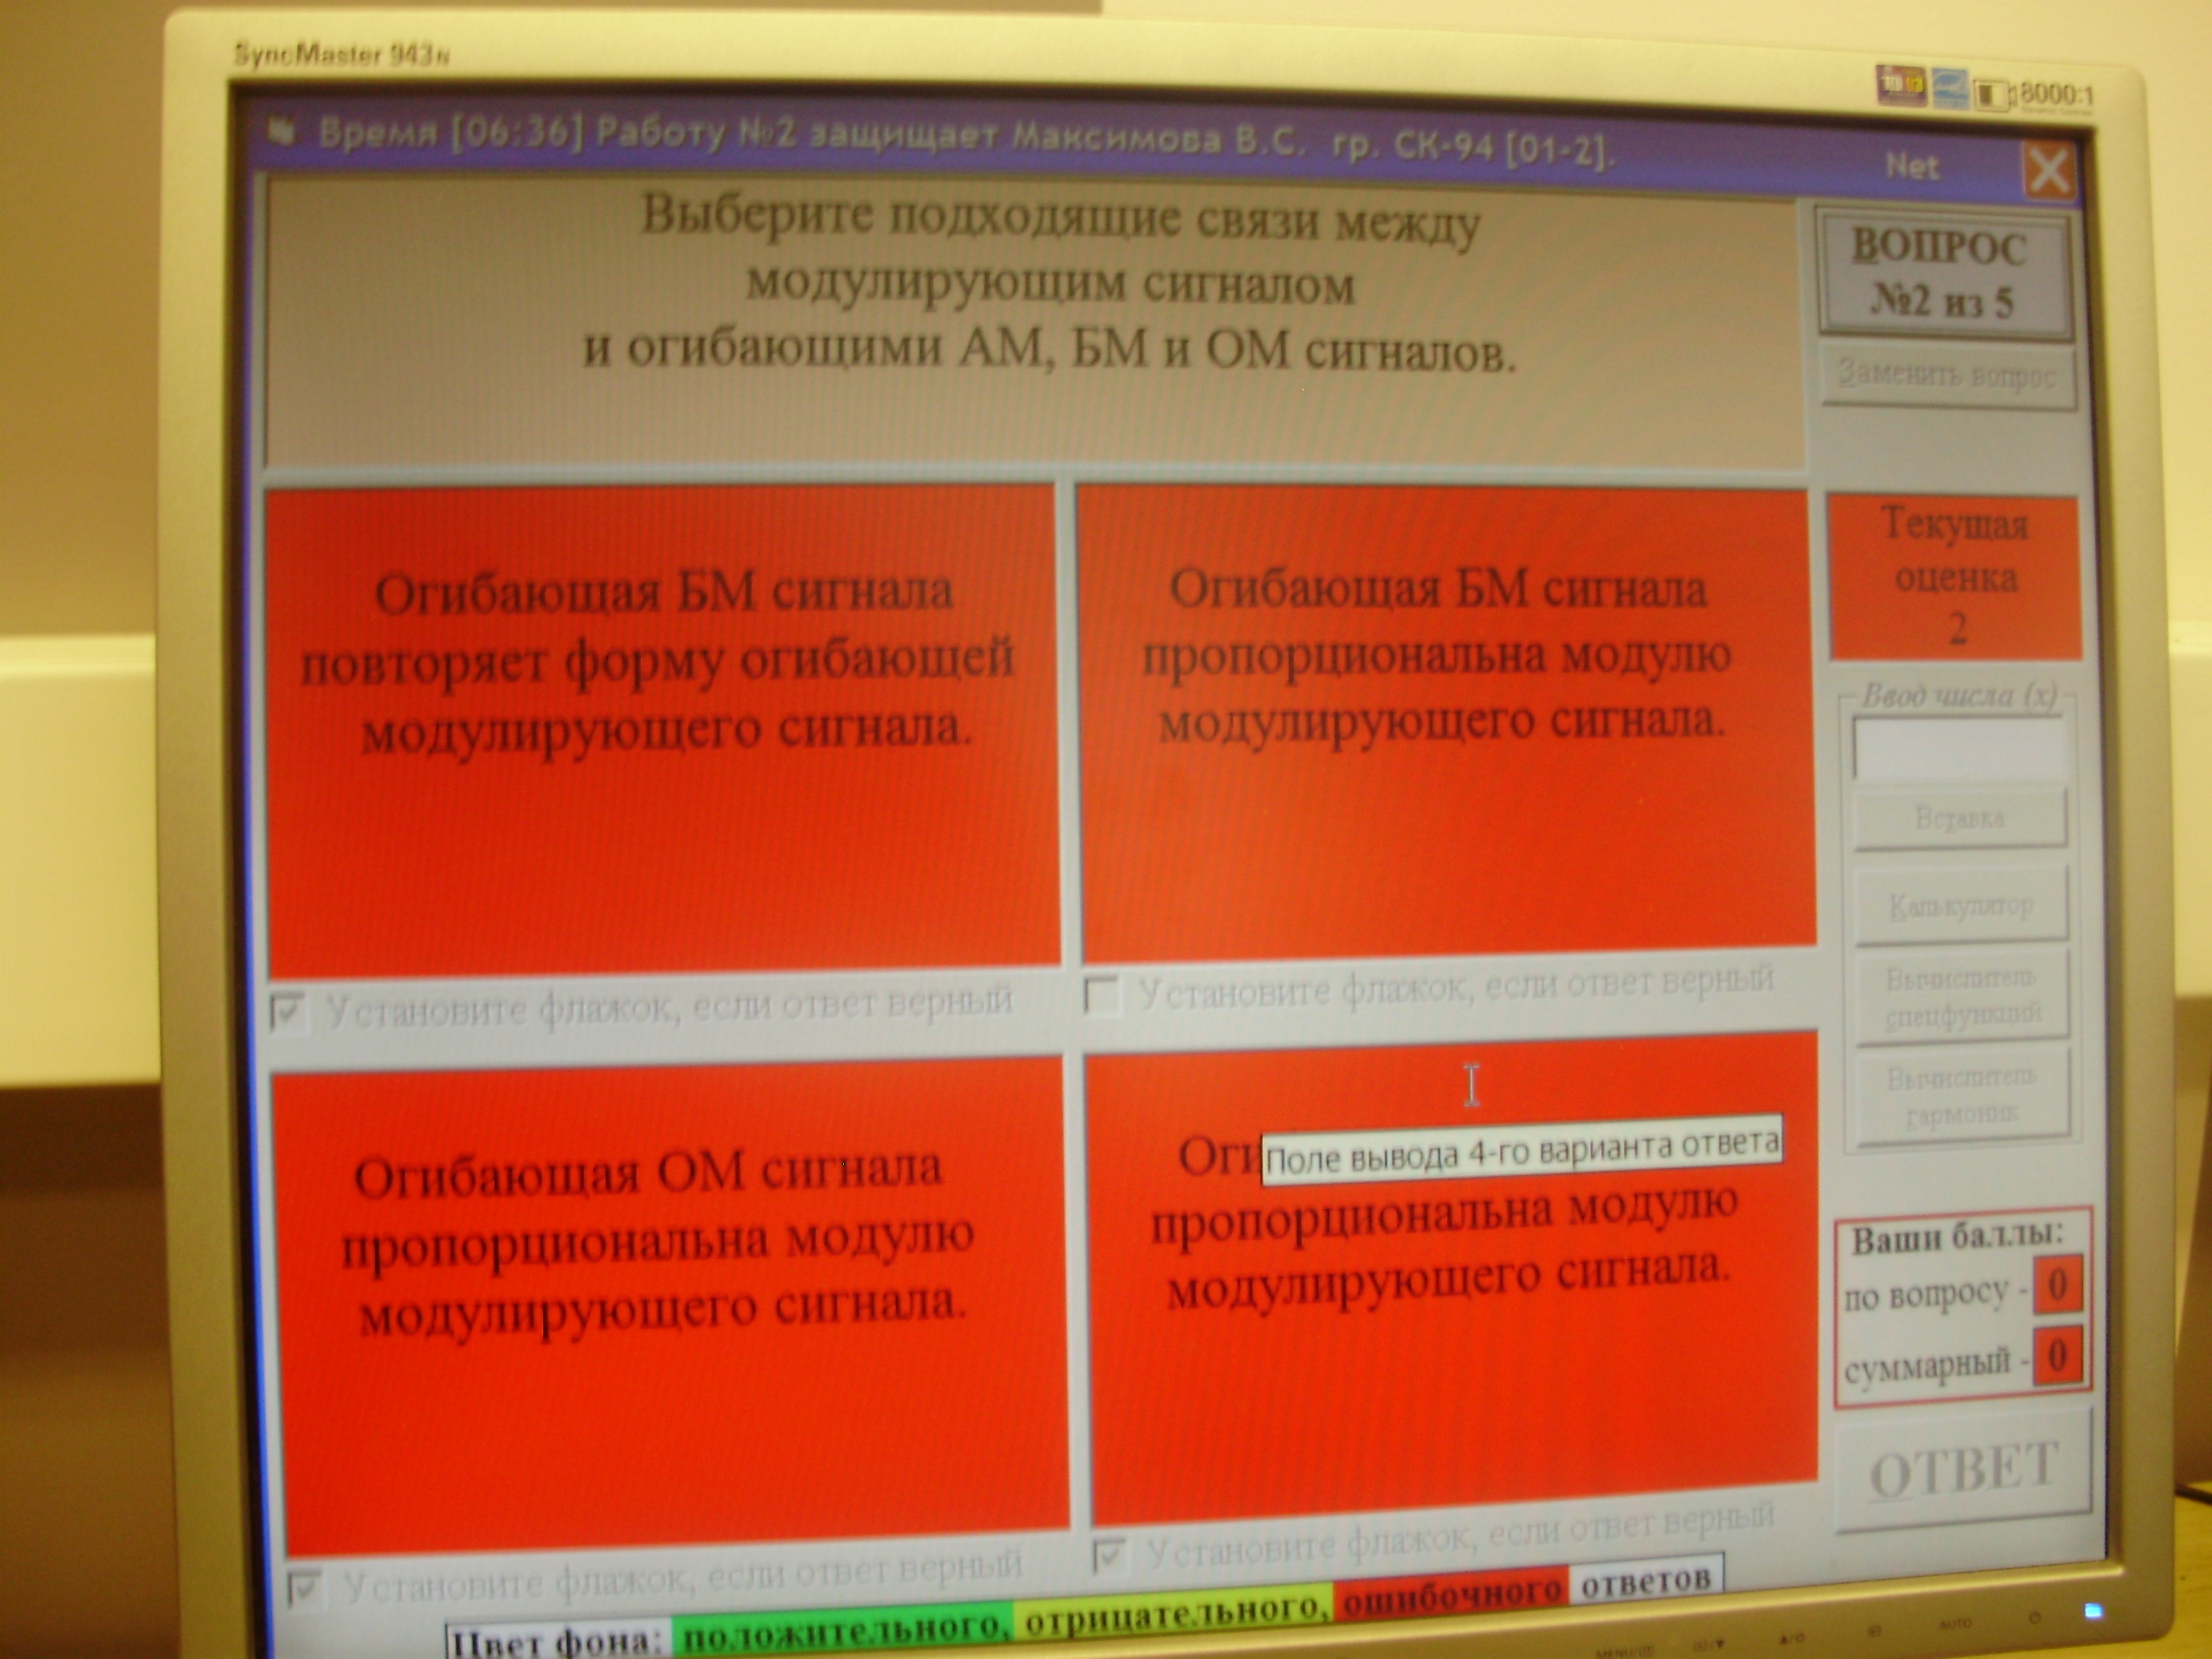 SyncMaster 943N
8000:1
Время [06:36] Работу №2 защищает Максимова В.С. гр. СК-94 [01-2].
Net
Выберите подходящие связи между
модулирующим сигналом
и огибающими АМ, БМ и ОМ сигналов.
ВОПРОС
№2 из 5
Заменить вопрос
Огибающая БМ сигнала
повторяет форму огибающей
модулирующего сигнала.
Установите флажок, если ответ верный
Огибающая БМ сигнала
пропорциональна модулю
модулирующего сигнала.
Установите флажок, если ответ верный
Огибающая ОМ сигнала
пропорциональна модулю
модулирующего сигнала.
Установите флажок, если ответ верный
Оги
Поле вывода 4-го варианта ответа
пропорциональна модулю
модулирующего сигнала.
Установите флажок, если ответ верный
Текущая
оценка
2
Ввод числа (x)
Вставка
Калькулятор
Вычислитель
спецфункций
Вычислитель
гармоник
Ваши баллы:
по вопросу - 0
суммарный - 0
ОТВЕТ
Цвет фона: положительного, отрицательного, ошибочного ответов
AUTO